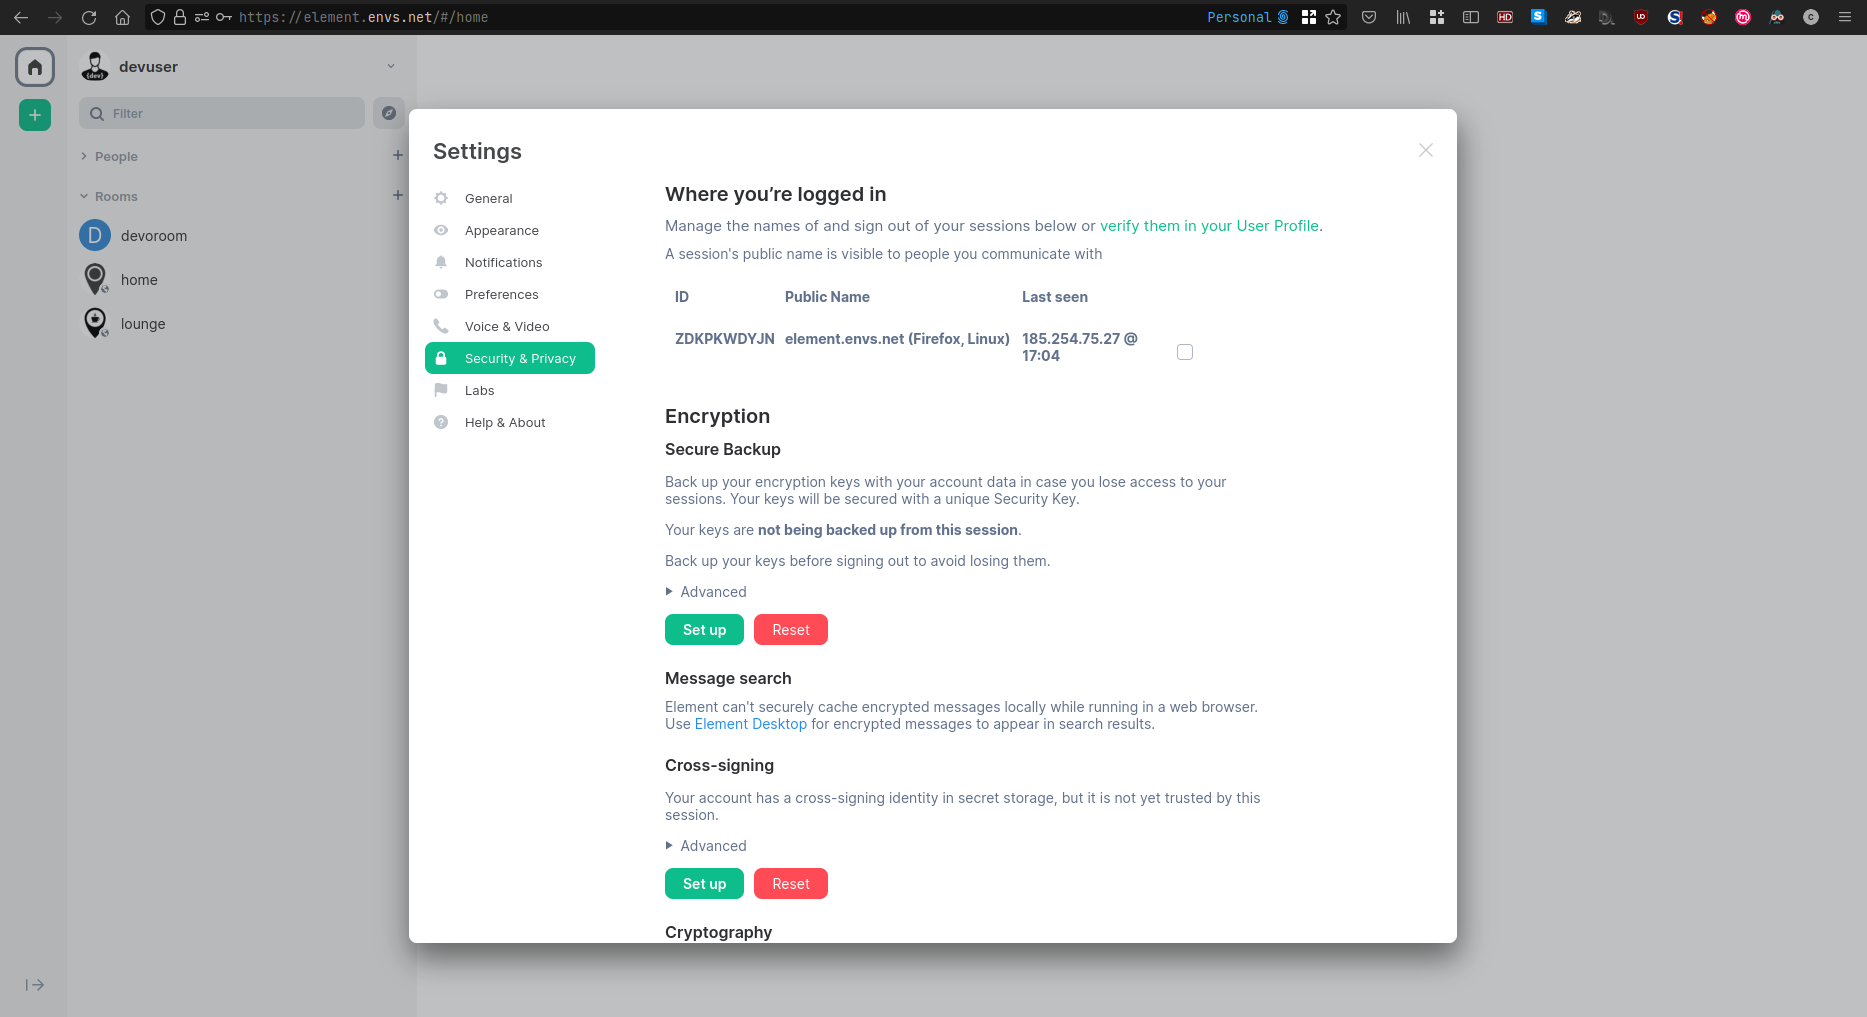 https://element.envs.net/#/home
Personal
HD
devuser
Filter
People
Rooms
D devoroom
home
lounge
Settings
General
Appearance
Notifications
Preferences
Voice & Video
Security & Privacy
Labs
Help & About
Where you’re logged in
Manage the names of and sign out of your sessions below or verify them in your User Profile.
A session's public name is visible to people you communicate with
ID Public Name Last seen
ZDKPKWDYJN element.envs.net (Firefox, Linux) 185.254.75.27 @
17:04
Encryption
Secure Backup
Back up your encryption keys with your account data in case you lose access to your
sessions. Your keys will be secured with a unique Security Key.
Your keys are not being backed up from this session.
Back up your keys before signing out to avoid losing them.
Advanced
Set up Reset
Message search
Element can't securely cache encrypted messages locally while running in a web browser.
Use Element Desktop for encrypted messages to appear in search results.
Cross-signing
Your account has a cross-signing identity in secret storage, but it is not yet trusted by this
session.
Advanced
Set up Reset
Cryptography